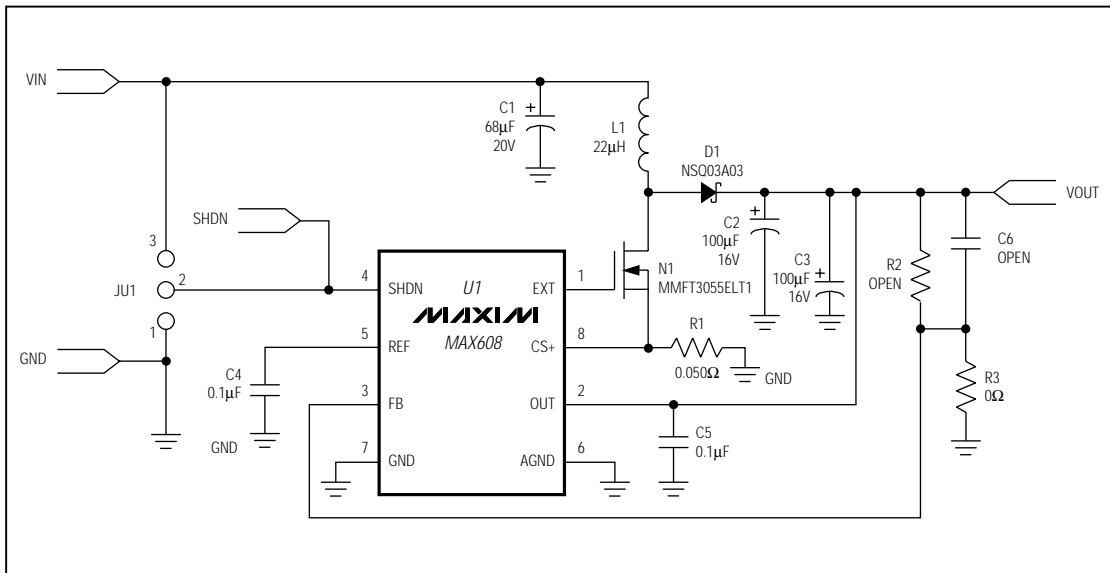 VIN
C1
68µF
20V
+
L1
22µH
D1
NSQ03A03
VOUT
SHDN
3
2
JU1
1
GND
4
SHDN
U1
MAXIM
MAX608
EXT
1
N1
MMFT3055ELT1
C2
100µF
16V
+
C3
100µF
16V
+
R2
OPEN
C6
OPEN
5
REF
CS+
8
R1
0.050Ω
GND
R3
0Ω
C4
0.1µF
GND
3
FB
OUT
2
C5
0.1µF
7
GND
AGND
6